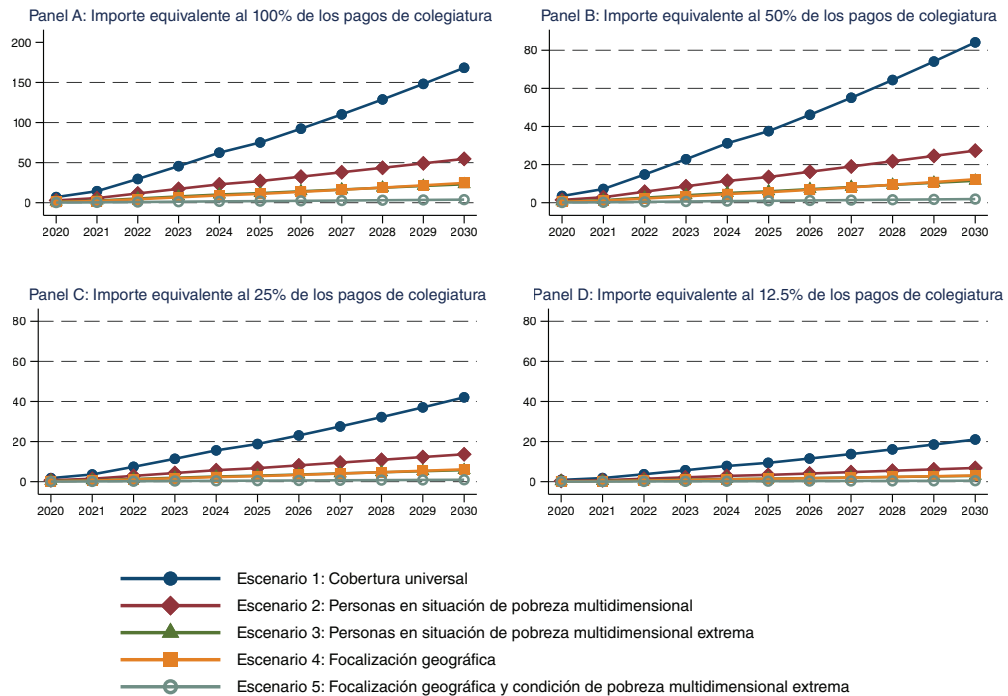 Panel A: Importe equivalente al 100% de los pagos de colegiatura
200
150
100
50
0
2020 2021 2022 2023 2024 2025 2026 2027 2028 2029 2030
Panel B: Importe equivalente al 50% de los pagos de colegiatura
80
60
40
20
0
2020 2021 2022 2023 2024 2025 2026 2027 2028 2029 2030
Panel C: Importe equivalente al 25% de los pagos de colegiatura
80
60
40
20
0
2020 2021 2022 2023 2024 2025 2026 2027 2028 2029 2030
Panel D: Importe equivalente al 12.5% de los pagos de colegiatura
80
60
40
20
0
2020 2021 2022 2023 2024 2025 2026 2027 2028 2029 2030
Escenario 1: Cobertura universal
Escenario 2: Personas en situación de pobreza multidimensional
Escenario 3: Personas en situación de pobreza multidimensional extrema
Escenario 4: Focalización geográfica
Escenario 5: Focalización geográfica y condición de pobreza multidimensional extrema